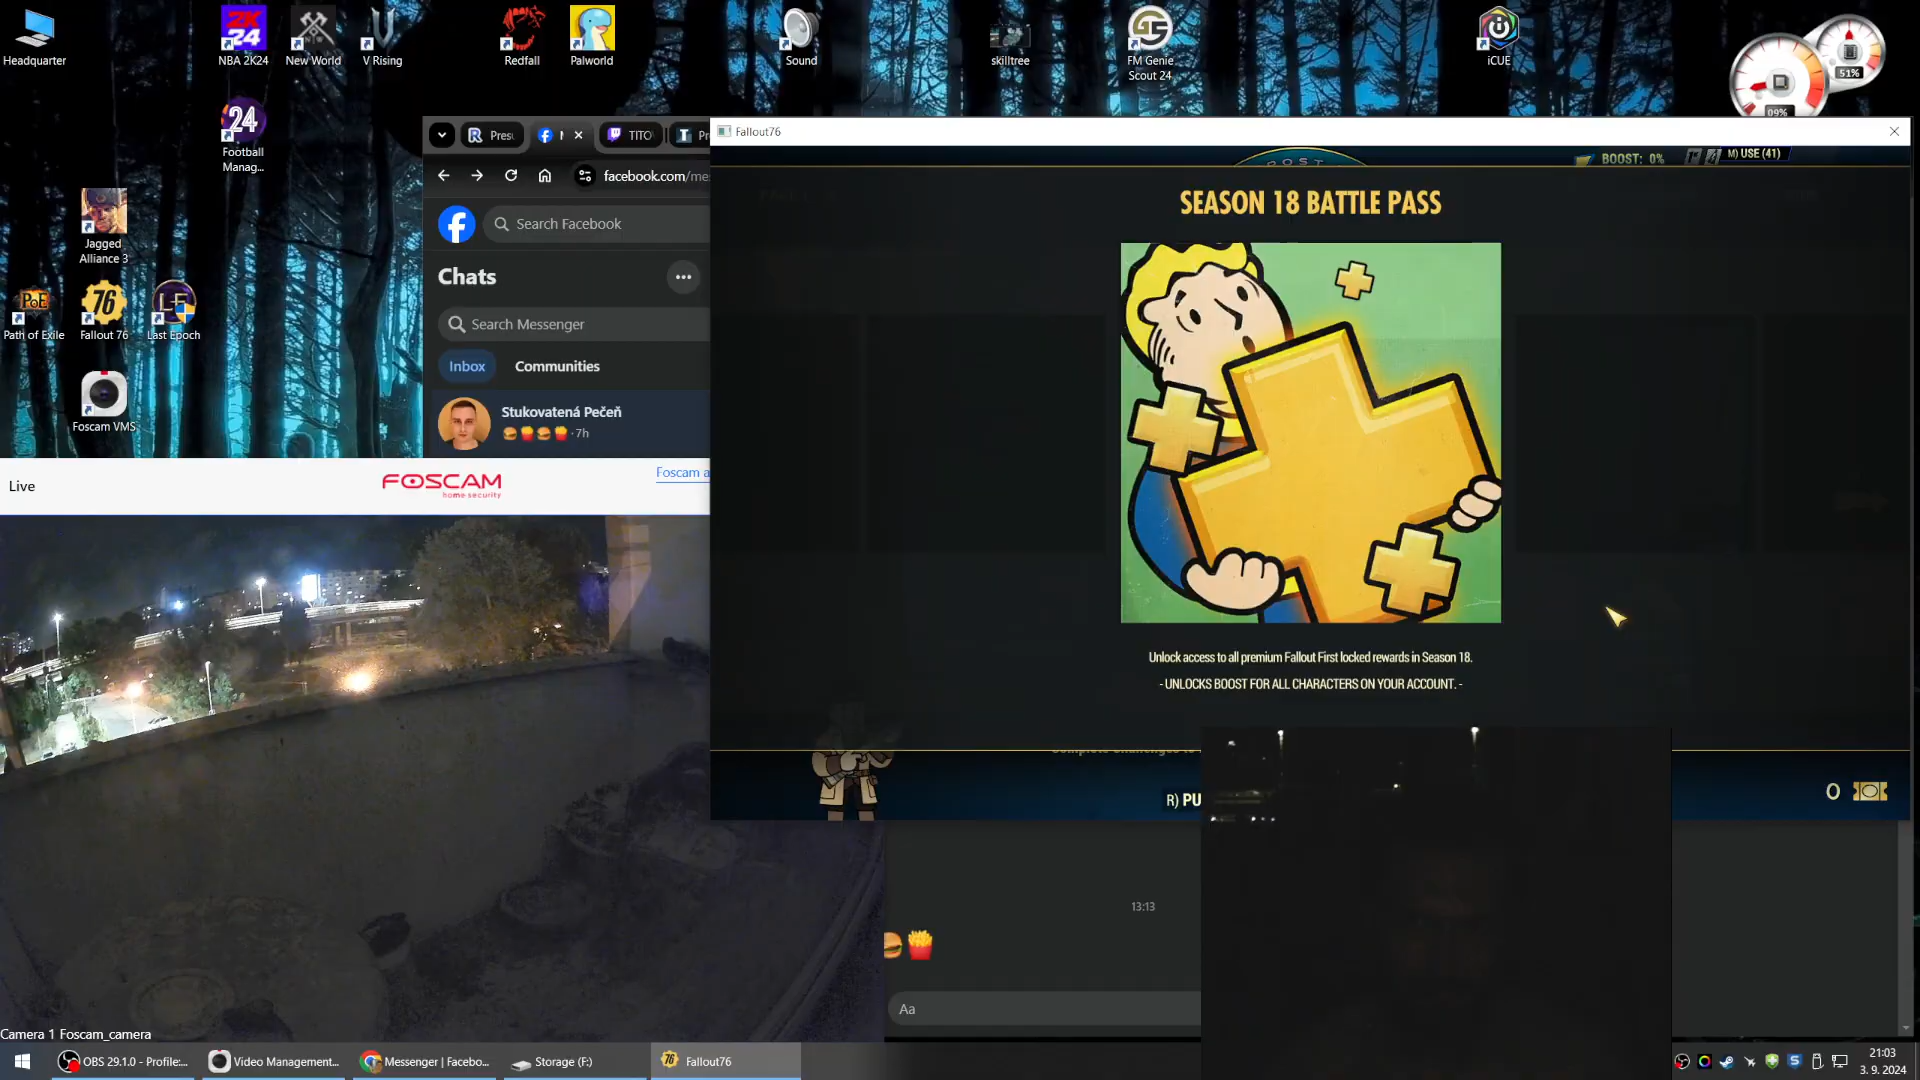 Headquarter
NBA 2K24
New World
V Rising
Redfall
Palworld
Sound
skilltree
FM Genie
Scout 24
iCUE
51%
09%
Football
Manag...
Jagged
Alliance 3
Path of Exile
Fallout 76
Last Epoch
Foscam VMS
TITO
facebook.com/me
Search Facebook
Chats
Search Messenger
Inbox
Communities
Stukovatená Pečeň
🍔🍟🍔🍟 · 7h
Live
FOSCAM
home security
Foscam a
Camera 1 Foscam_camera
Fallout76
BOOST: 0%
M) USE (41)
SEASON 18 BATTLE PASS
Unlock access to all premium Fallout First locked rewards in Season 18.
- UNLOCKS BOOST FOR ALL CHARACTERS ON YOUR ACCOUNT. -
R) PU
0
13:13
🍔🍟
Aa
OBS 29.1.0 - Profile:...
Video Management...
Messenger | Facebo...
Storage (F:)
Fallout76
21:03
3. 9. 2024